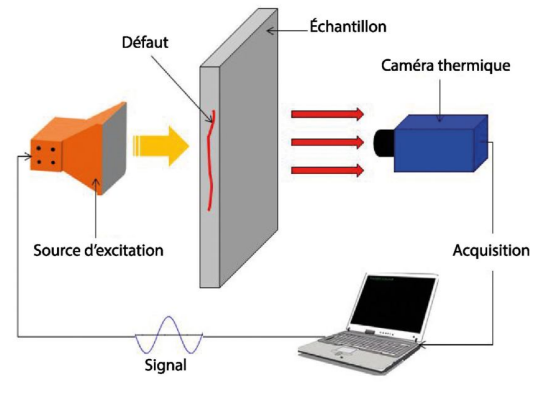 Échantillon
Défaut
Caméra thermique
Source d'excitation
Acquisition
Signal